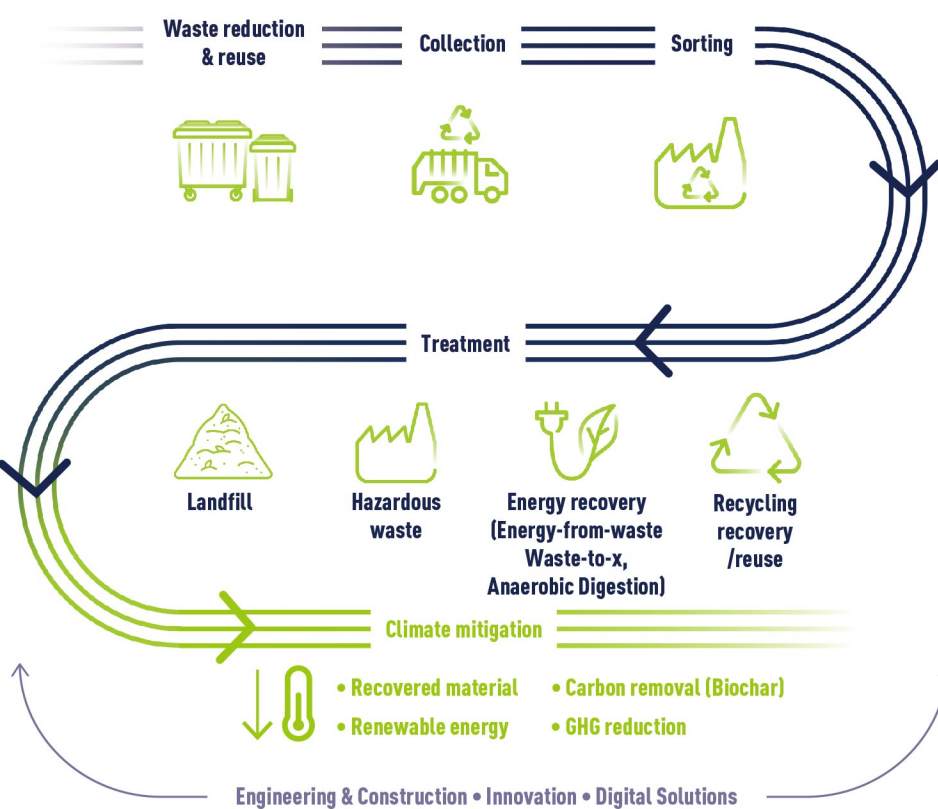 Waste reduction
& reuse
Collection
Sorting
Treatment
Landfill
Hazardous
waste
Energy recovery
(Energy-from-waste
Waste-to-x,
Anaerobic Digestion)
Recycling
recovery
/reuse
Climate mitigation
• Recovered material
• Renewable energy
• Carbon removal (Biochar)
• GHG reduction
Engineering & Construction • Innovation • Digital Solutions